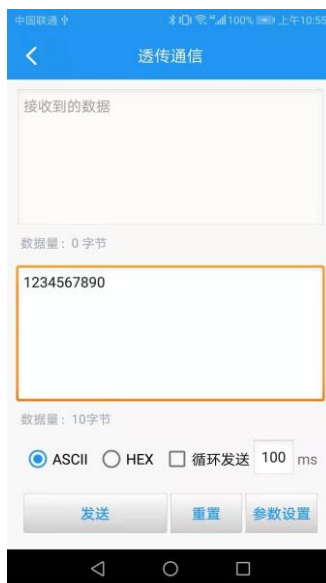 中国联通 100% 上午10:55
透传通信
接收到的数据
数据量：0 字节
1234567890
数据量：10字节
ASCII HEX 循环发送 100 ms
发送 重置 参数设置